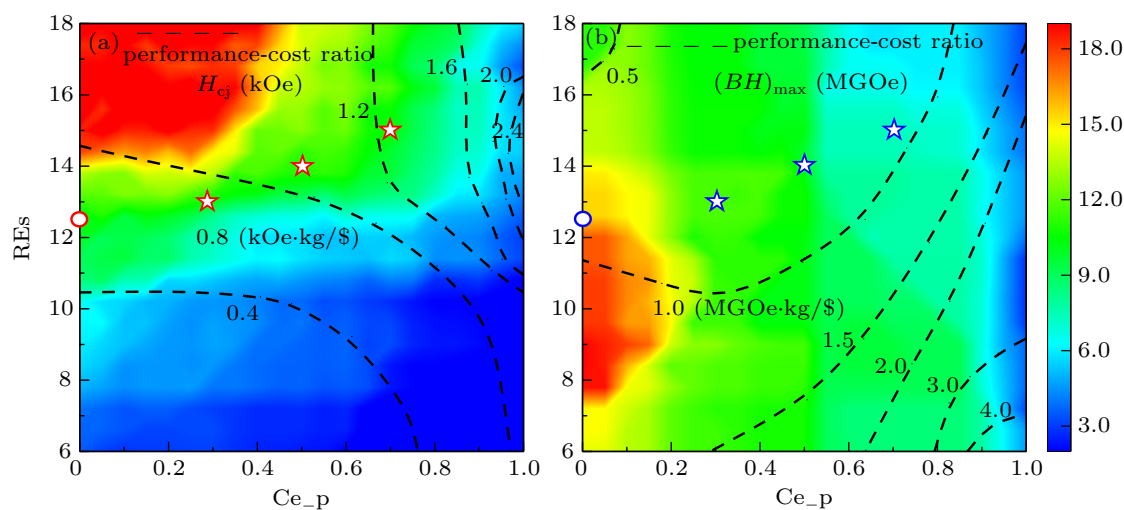 (a)
performance-cost ratio
H_cj (kOe)
1.6
2.0
1.2
2.4
0.8 (kOe·kg/$)
0.4
18
16
14
12
10
8
6
REs
0 0.2 0.4 0.6 0.8 1.0
Ce_p
(b)
performance-cost ratio
0.5
(BH)max (MGOe)
1.0 (MGOe·kg/$)
1.5
2.0
3.0
4.0
18
16
14
12
10
8
6
0 0.2 0.4 0.6 0.8 1.0
Ce_p
18.0
15.0
12.0
9.0
6.0
3.0